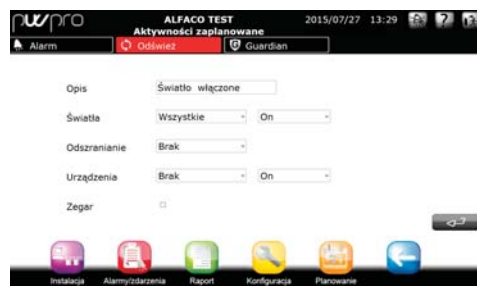 pwpro ALFACO TEST 2015/07/27 13:29
Aktywności zaplanowane
Alarm Odśwież Guardian
Opis Światło włączone
Światła Wszystkie On
Odszranianie Brak
Urządzenia Brak On
Zegar
Instalacja Alarmy/zdarzenia Raport Konfiguracja Planowanie